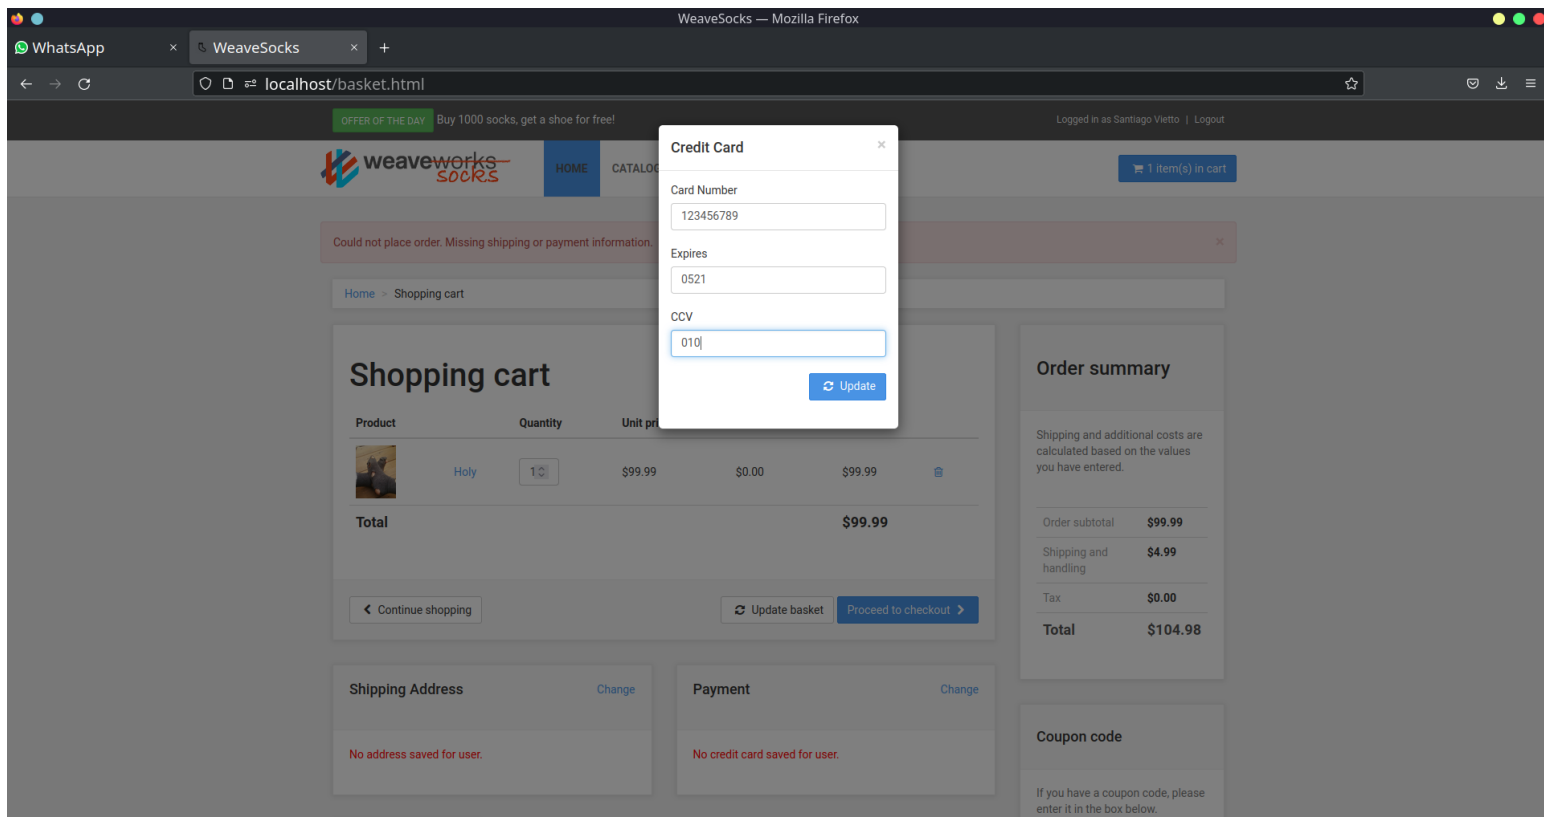 WeaveSocks — Mozilla Firefox
WhatsApp × WeaveSocks × +
localhost/basket.html
OFFER OF THE DAY Buy 1000 socks, get a shoe for free! Logged in as Santiago Vietto | Logout
weaveworks
socks
HOME CATALOG 1 item(s) in cart
Credit Card ×
Card Number
123456789
Expires
0521
CCV
010
Update
Could not place order. Missing shipping or payment information. ×
Home > Shopping cart
Shopping cart
Product Quantity Unit pri
Holy 1 $99.99 $0.00 $99.99
Total $99.99
Continue shopping Update basket Proceed to checkout
Order summary
Shipping and additional costs are
calculated based on the values
you have entered.
Order subtotal $99.99
Shipping and $4.99
handling
Tax $0.00
Total $104.98
Shipping Address Change
No address saved for user.
Payment Change
No credit card saved for user.
Coupon code
If you have a coupon code, please
enter it in the box below.